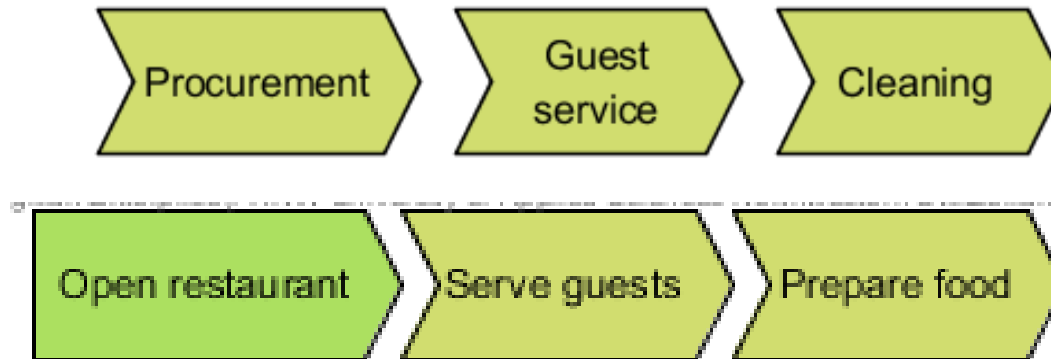 Procurement
Guest
service
Cleaning
Open restaurant
Serve guests
Prepare food